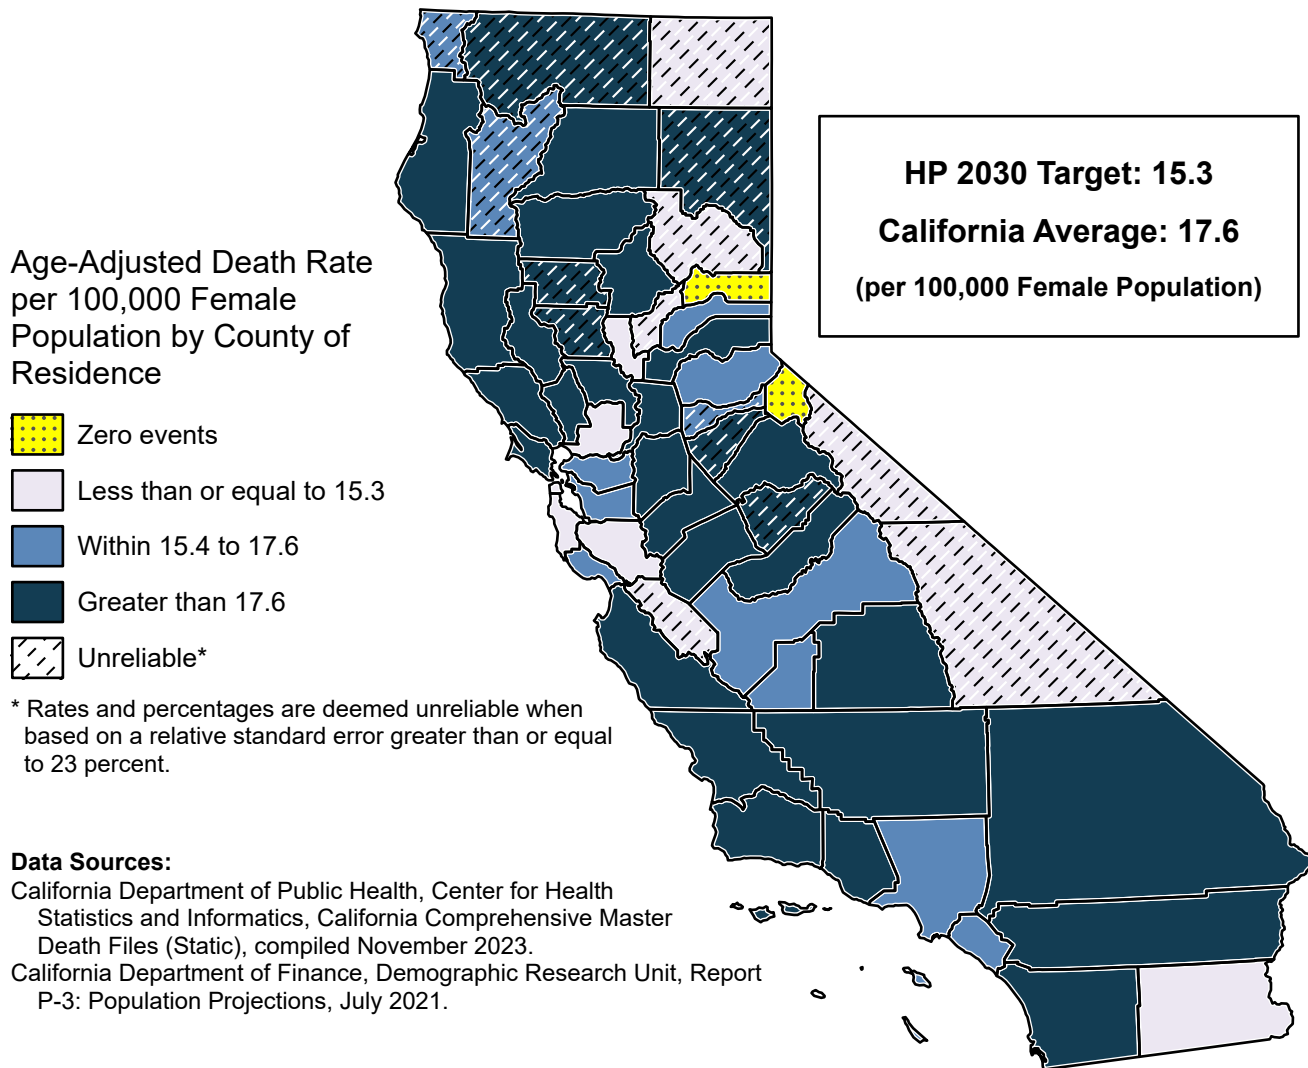 HP 2030 Target: 15.3
California Average: 17.6
(per 100,000 Female Population)
Age-Adjusted Death Rate
per 100,000 Female
Population by County of
Residence
Zero events
Less than or equal to 15.3
Within 15.4 to 17.6
Greater than 17.6
Unreliable*
* Rates and percentages are deemed unreliable when
based on a relative standard error greater than or equal
to 23 percent.
Data Sources:
California Department of Public Health, Center for Health
Statistics and Informatics, California Comprehensive Master
Death Files (Static), compiled November 2023.
California Department of Finance, Demographic Research Unit, Report
P-3: Population Projections, July 2021.